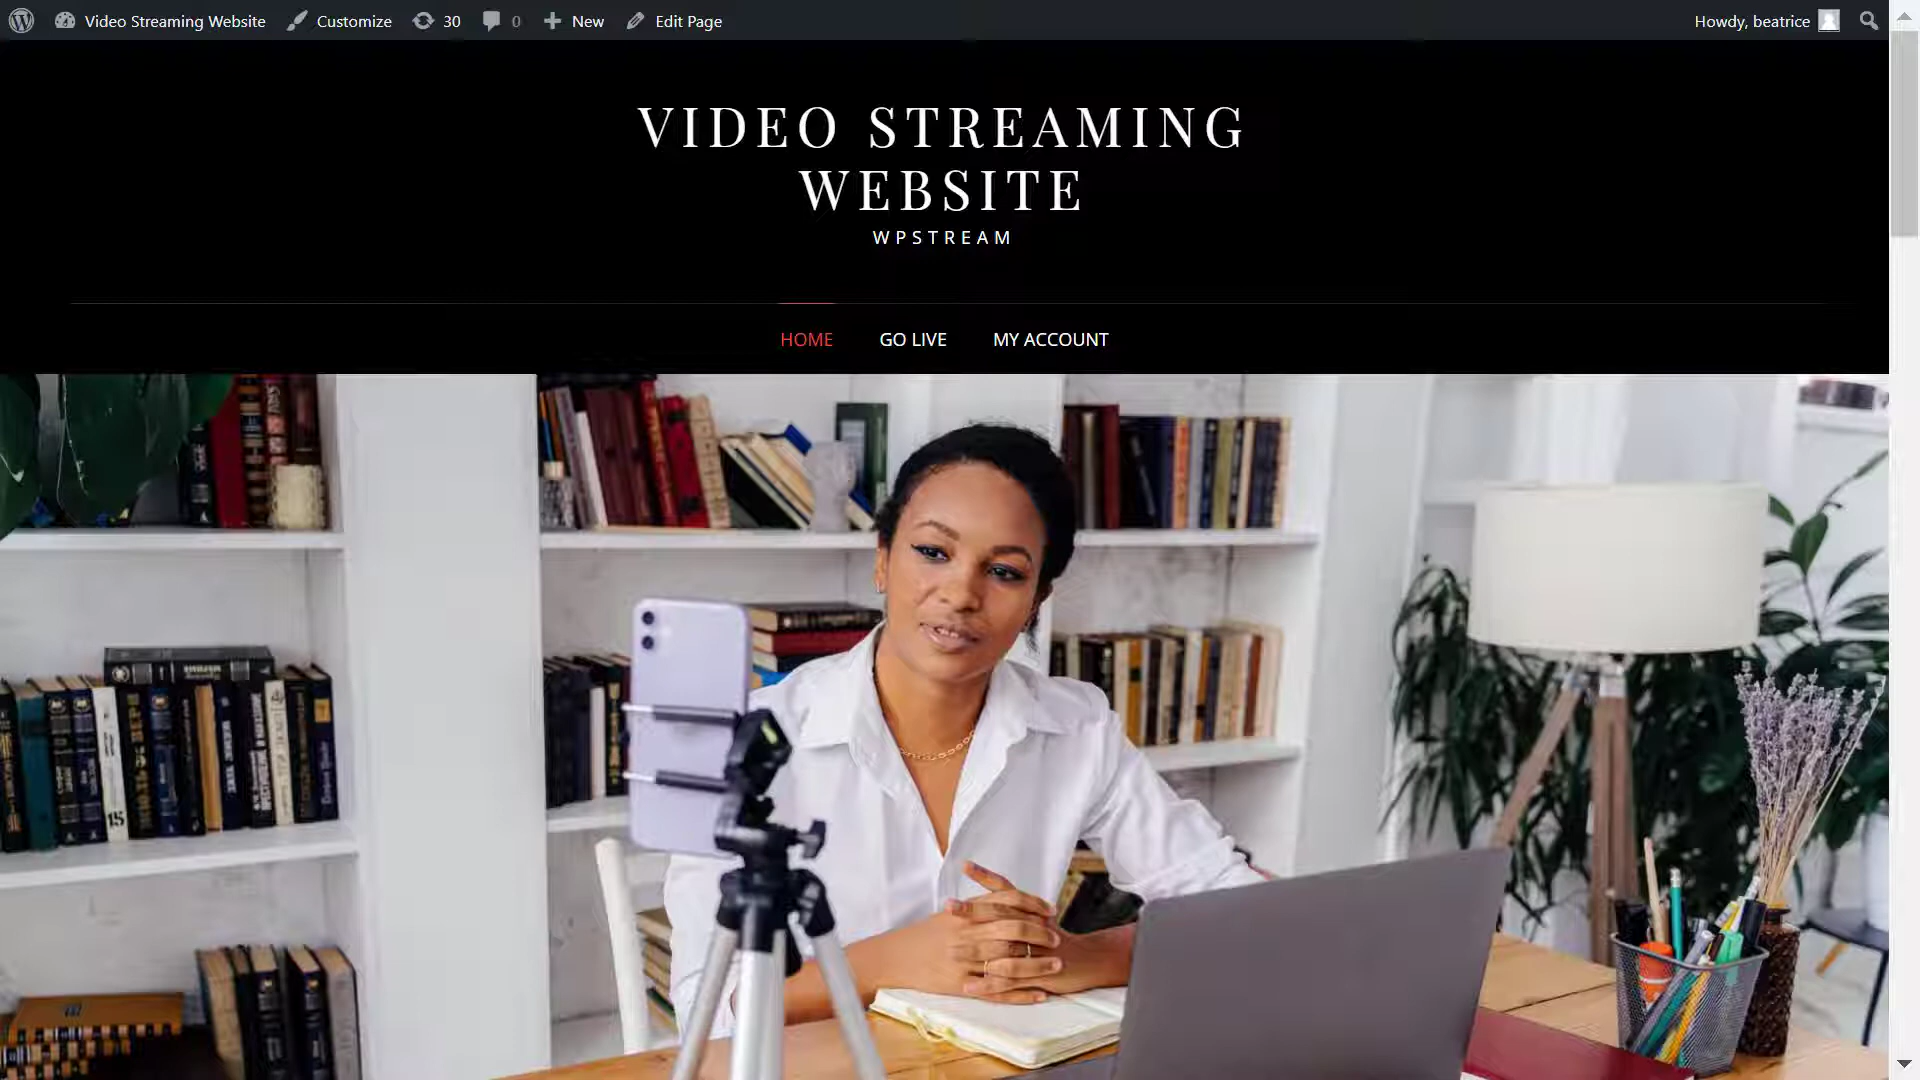 Video Streaming Website Customize 30 0 New Edit Page Howdy, beatrice
VIDEO STREAMING
WEBSITE
WPSTREAM
HOME GO LIVE MY ACCOUNT
15